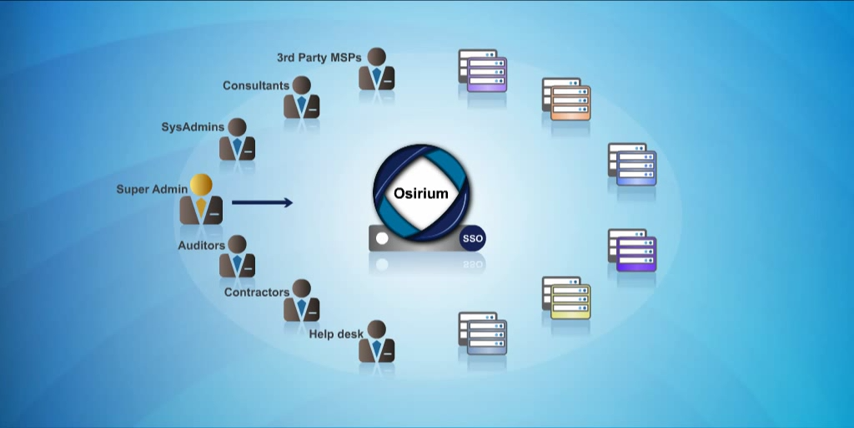 3rd Party MSPs
Consultants
SysAdmins
Super Admin
Osirium
SSO
Auditors
Contractors
Help desk